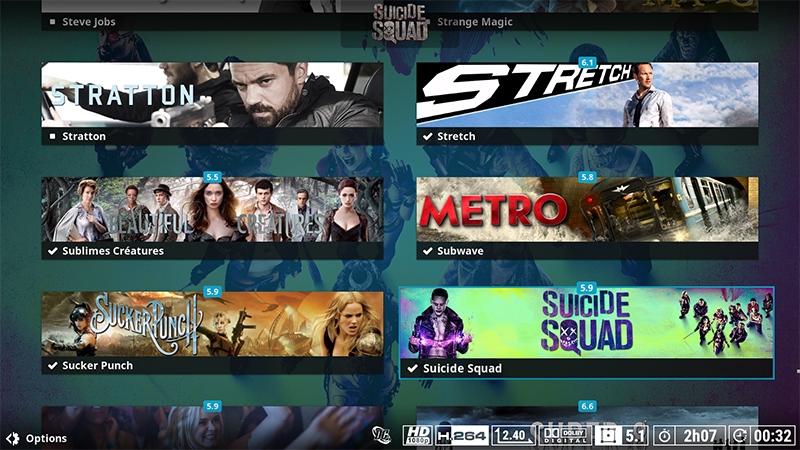 SUICIDE
SQUAD
Steve Jobs
Strange Magic
STRATTON
Stratton
6.1
STRETCH
Stretch
5.5
BEAUTIFUL CREATURES
Sublimes Créatures
5.8
METRO
Subwave
5.9
SUCKER PUNCH
Sucker Punch
5.9
SUICIDE
SQUAD
Suicide Squad
5.9
6.6
Options
DC
HD
1080p
H.264
2.40
DOLBY
DIGITAL
5.1
2h07
00:32